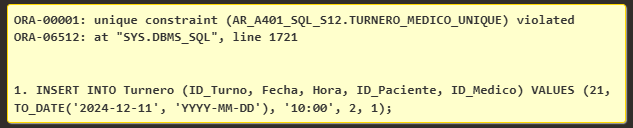 ORA-00001: unique constraint (AR_A401_SQL_S12.TURNERO_MEDICO_UNIQUE) violated
ORA-06512: at "SYS.DBMS_SQL", line 1721
1. INSERT INTO Turnero (ID_Turno, Fecha, Hora, ID_Paciente, ID_Medico) VALUES (21,
TO_DATE('2024-12-11', 'YYYY-MM-DD'), '10:00', 2, 1);